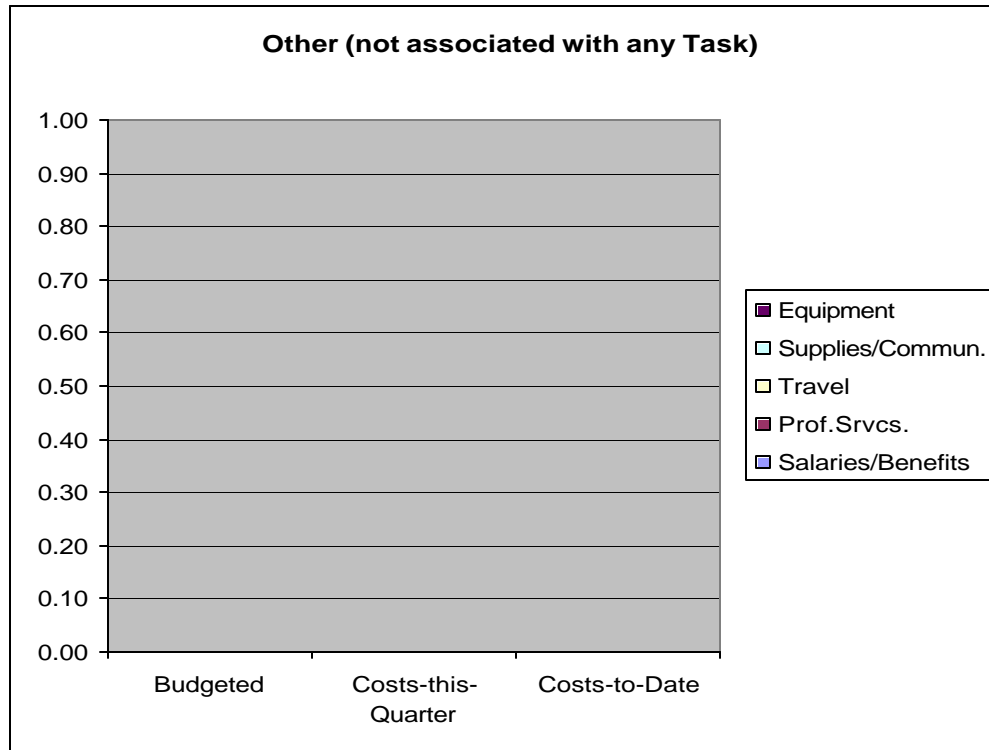 Other (not associated with any Task)
1.00
0.90
0.80
0.70
0.60
0.50
0.40
0.30
0.20
0.10
0.00
Budgeted
Costs-this-
Quarter
Costs-to-Date
Equipment
Supplies/Commun.
Travel
Prof.Srvcs.
Salaries/Benefits